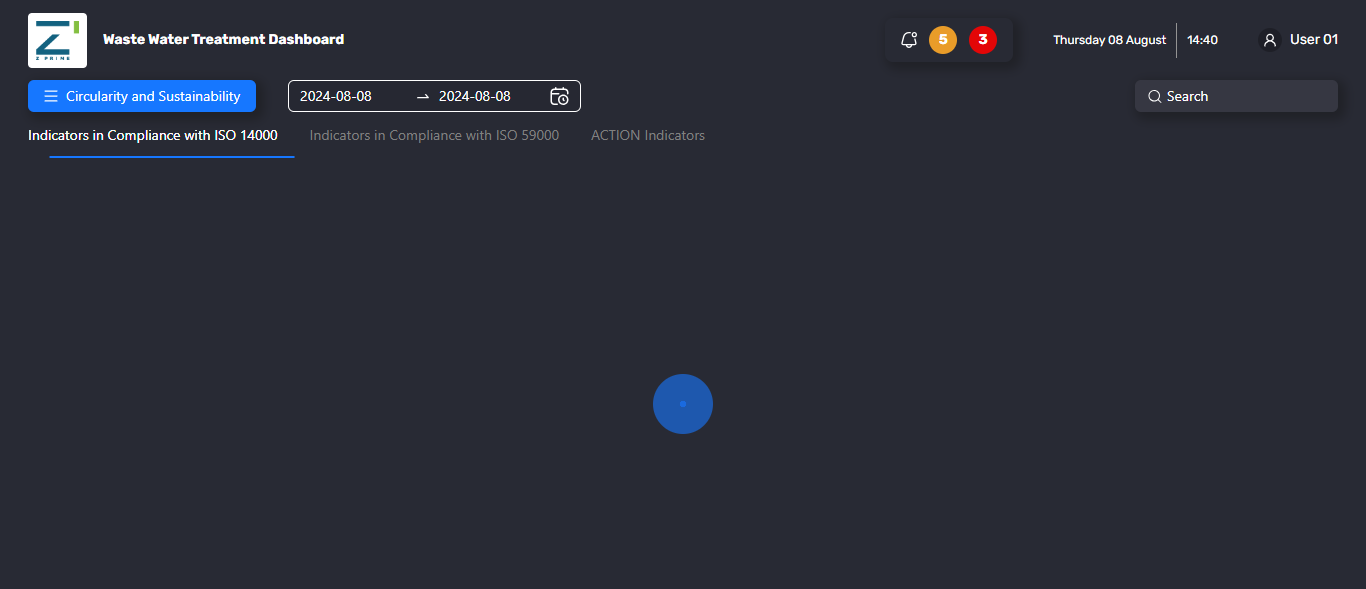 Z PRIME
Waste Water Treatment Dashboard
5
3
Thursday 08 August
14:40
User 01
Circularity and Sustainability
2024-08-08 → 2024-08-08
Search
Indicators in Compliance with ISO 14000
Indicators in Compliance with ISO 59000
ACTION Indicators